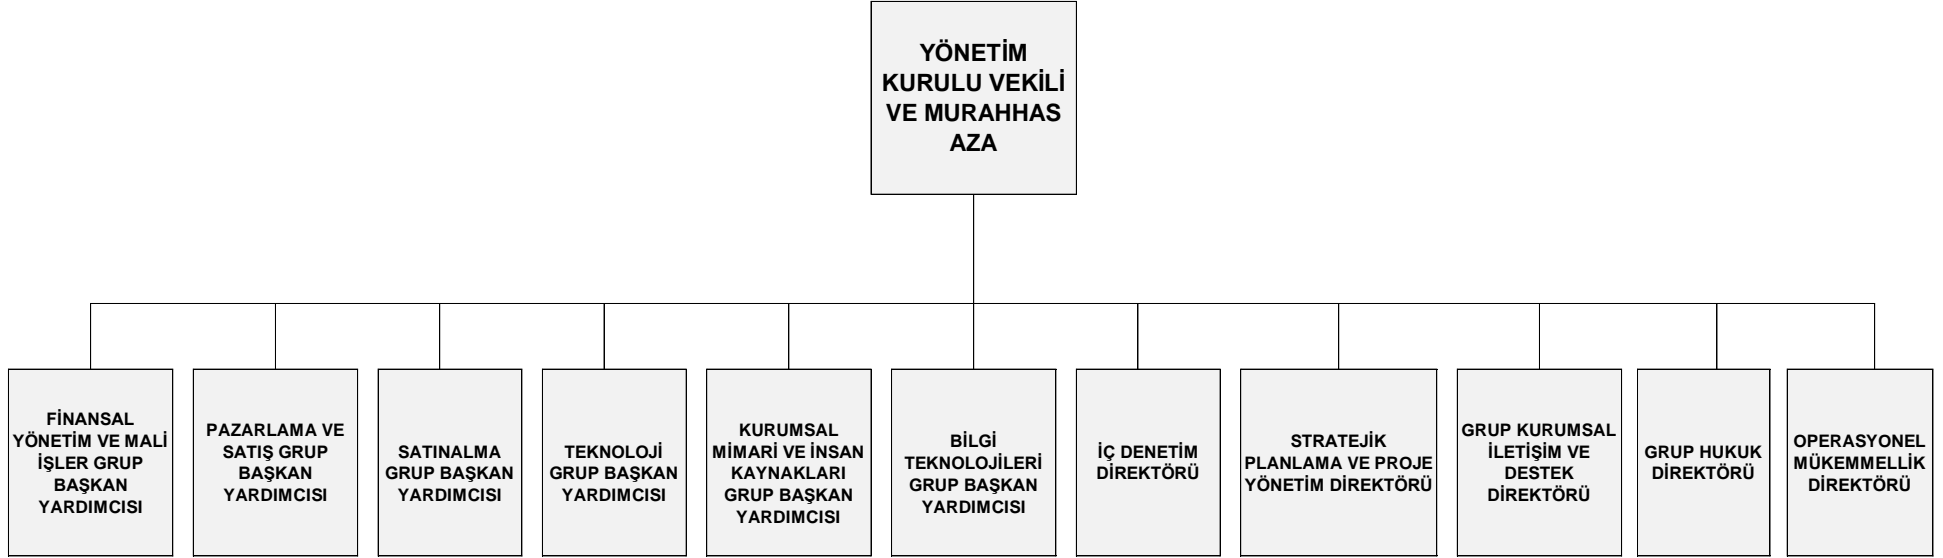 YÖNETİM
KURULU VEKİLİ
VE MURAHHAS
AZA
FİNANSAL
YÖNETİM VE MALİ
İŞLER GRUP
BAŞKAN
YARDIMCISI
PAZARLAMA VE
SATIŞ GRUP
BAŞKAN
YARDIMCISI
SATINALMA
GRUP BAŞKAN
YARDIMCISI
TEKNOLOJİ
GRUP BAŞKAN
YARDIMCISI
KURUMSAL
MİMARİ VE İNSAN
KAYNAKLARI
GRUP BAŞKAN
YARDIMCISI
BİLGİ
TEKNOLOJİLERİ
GRUP BAŞKAN
YARDIMCISI
İÇ DENETİM
DİREKTÖRÜ
STRATEJİK
PLANLAMA VE PROJE
YÖNETİM DİREKTÖRÜ
GRUP KURUMSAL
İLETİŞİM VE
DESTEK
DİREKTÖRÜ
GRUP HUKUK
DİREKTÖRÜ
OPERASYONEL
MÜKEMMELLİK
DİREKTÖRÜ